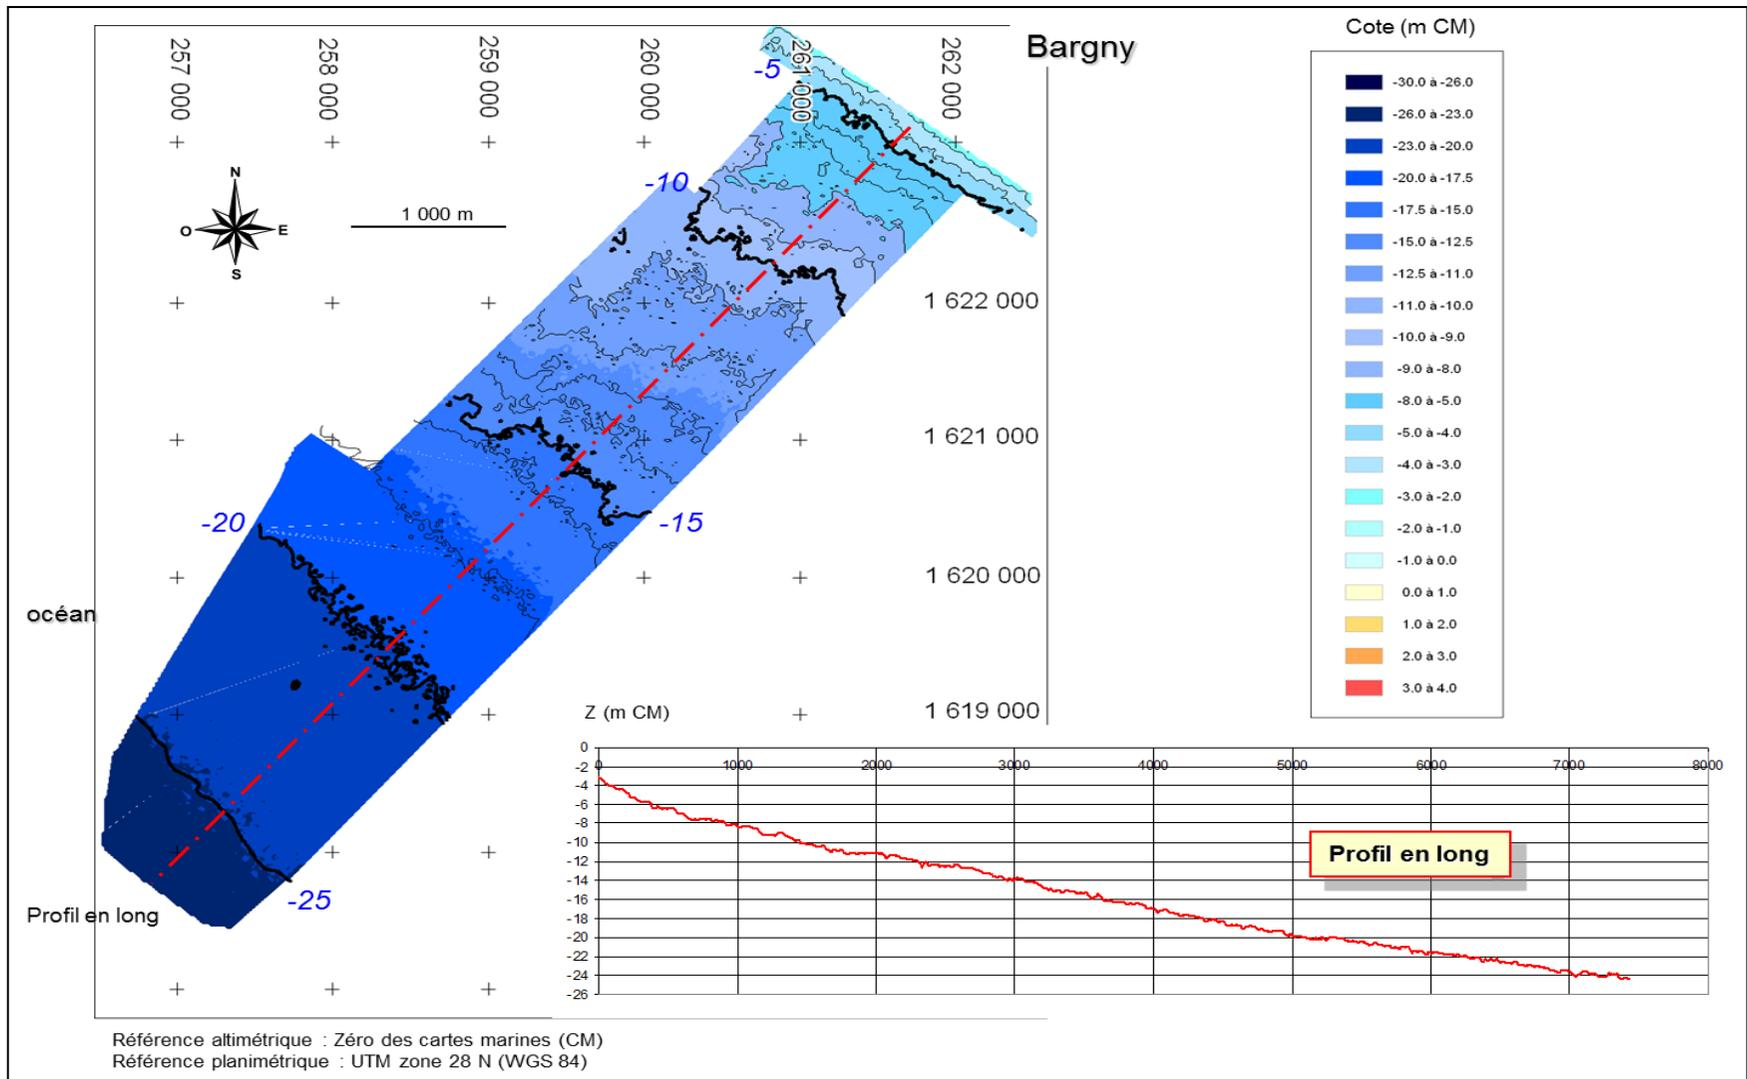 Bargny
Cote (m CM)
257 000
258 000
259 000
260 000
261 000
262 000
-5
-30.0 à -26.0
-26.0 à -23.0
-23.0 à -20.0
-20.0 à -17.5
-17.5 à -15.0
-15.0 à -12.5
-12.5 à -11.0
-11.0 à -10.0
-10.0 à -9.0
-9.0 à -8.0
-8.0 à -5.0
-5.0 à -4.0
-4.0 à -3.0
-3.0 à -2.0
-2.0 à -1.0
-1.0 à 0.0
0.0 à 1.0
1.0 à 2.0
2.0 à 3.0
3.0 à 4.0
N
O
E
S
1 000 m
-10
1 622 000
1 621 000
-20
-15
1 620 000
océan
1 619 000
-25
Profil en long
Z (m CM)
0
-2
-4
-6
-8
-10
-12
-14
-16
-18
-20
-22
-24
-26
0 1000 2000 3000 4000 5000 6000 7000 8000
Profil en long
Référence altimétrique : Zéro des cartes marines (CM)
Référence planimétrique : UTM zone 28 N (WGS 84)